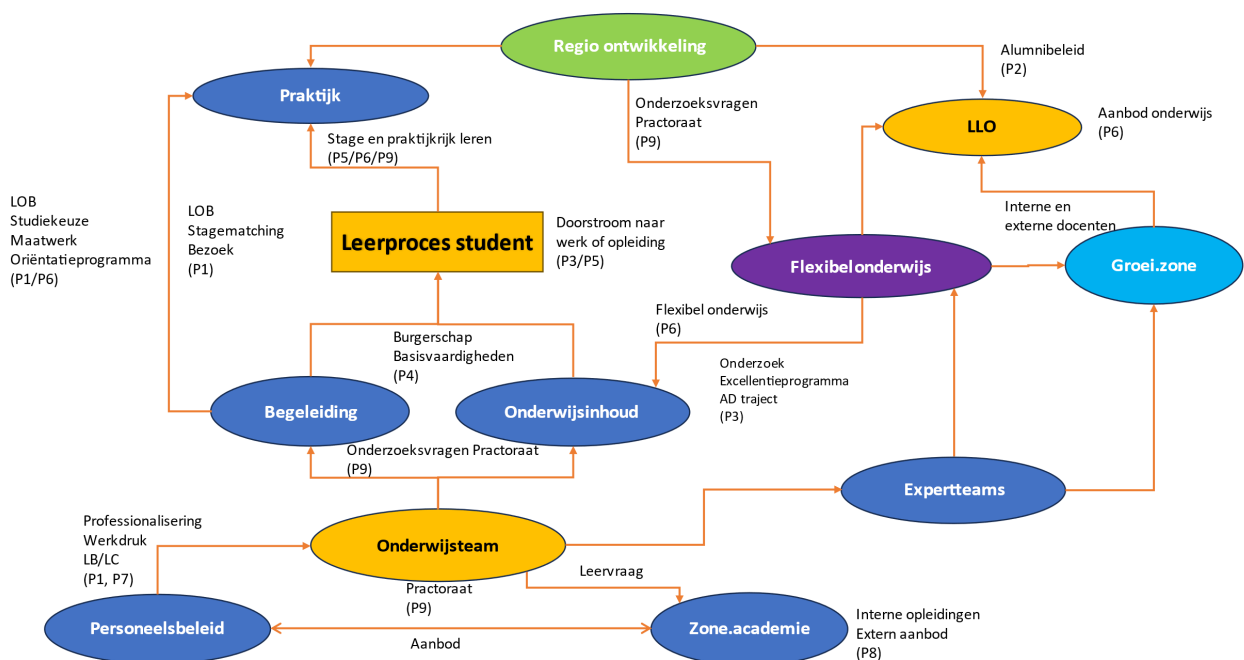 Regio ontwikkeling
Alumnibeleid
(P2)
Praktijk
Onderzoeksvragen
Practoraat
(P9)
LLO
Aanbod onderwijs
(P6)
Stage en praktijkrijk leren
(P5/P6/P9)
LOB
Studiekeuze
Maatwerk
Oriëntatieprogramma
(P1/P6)
LOB
Stagematching
Bezoek
(P1)
Leerproces student
Doorstroom naar
werk of opleiding
(P3/P5)
Interne en
externe docenten
Flexibel onderwijs
Groei.zone
Flexibel onderwijs
(P6)
Burgerschap
Basisvaardigheden
(P4)
Onderzoek
Excellentieprogramma
AD traject
(P3)
Begeleiding
Onderwijsinhoud
Onderzoeksvragen Practoraat
(P9)
Expertteams
Professionalisering
Werkdruk
LB/LC
(P1, P7)
Onderwijsteam
Leervraag
Practoraat
(P9)
Personeelsbeleid
Aanbod
Zone.academie
Interne opleidingen
Extern aanbod
(P8)